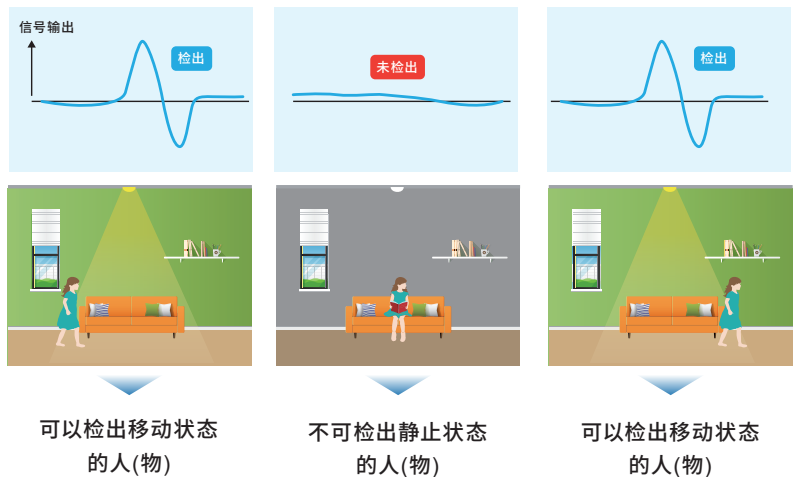 信号输出
检出
未检出
检出
可以检出移动状态
的人(物)
不可检出静止状态
的人(物)
可以检出移动状态
的人(物)